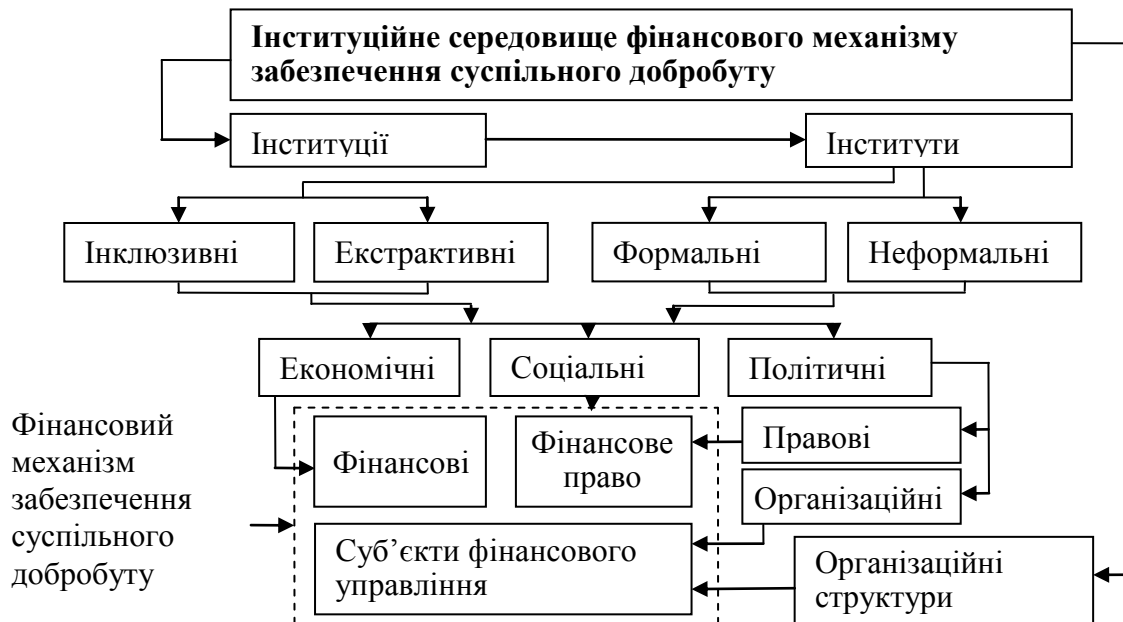 Інституційне середовище фінансового механізму
забезпечення суспільного добробуту
Інституції
Інститути
Інклюзивні
Екстрактивні
Формальні
Неформальні
Економічні
Соціальні
Політичні
Фінансовий
механізм
забезпечення
суспільного
добробуту
Фінансові
Фінансове
право
Правові
Організаційні
Суб’єкти фінансового
управління
Організаційні
структури